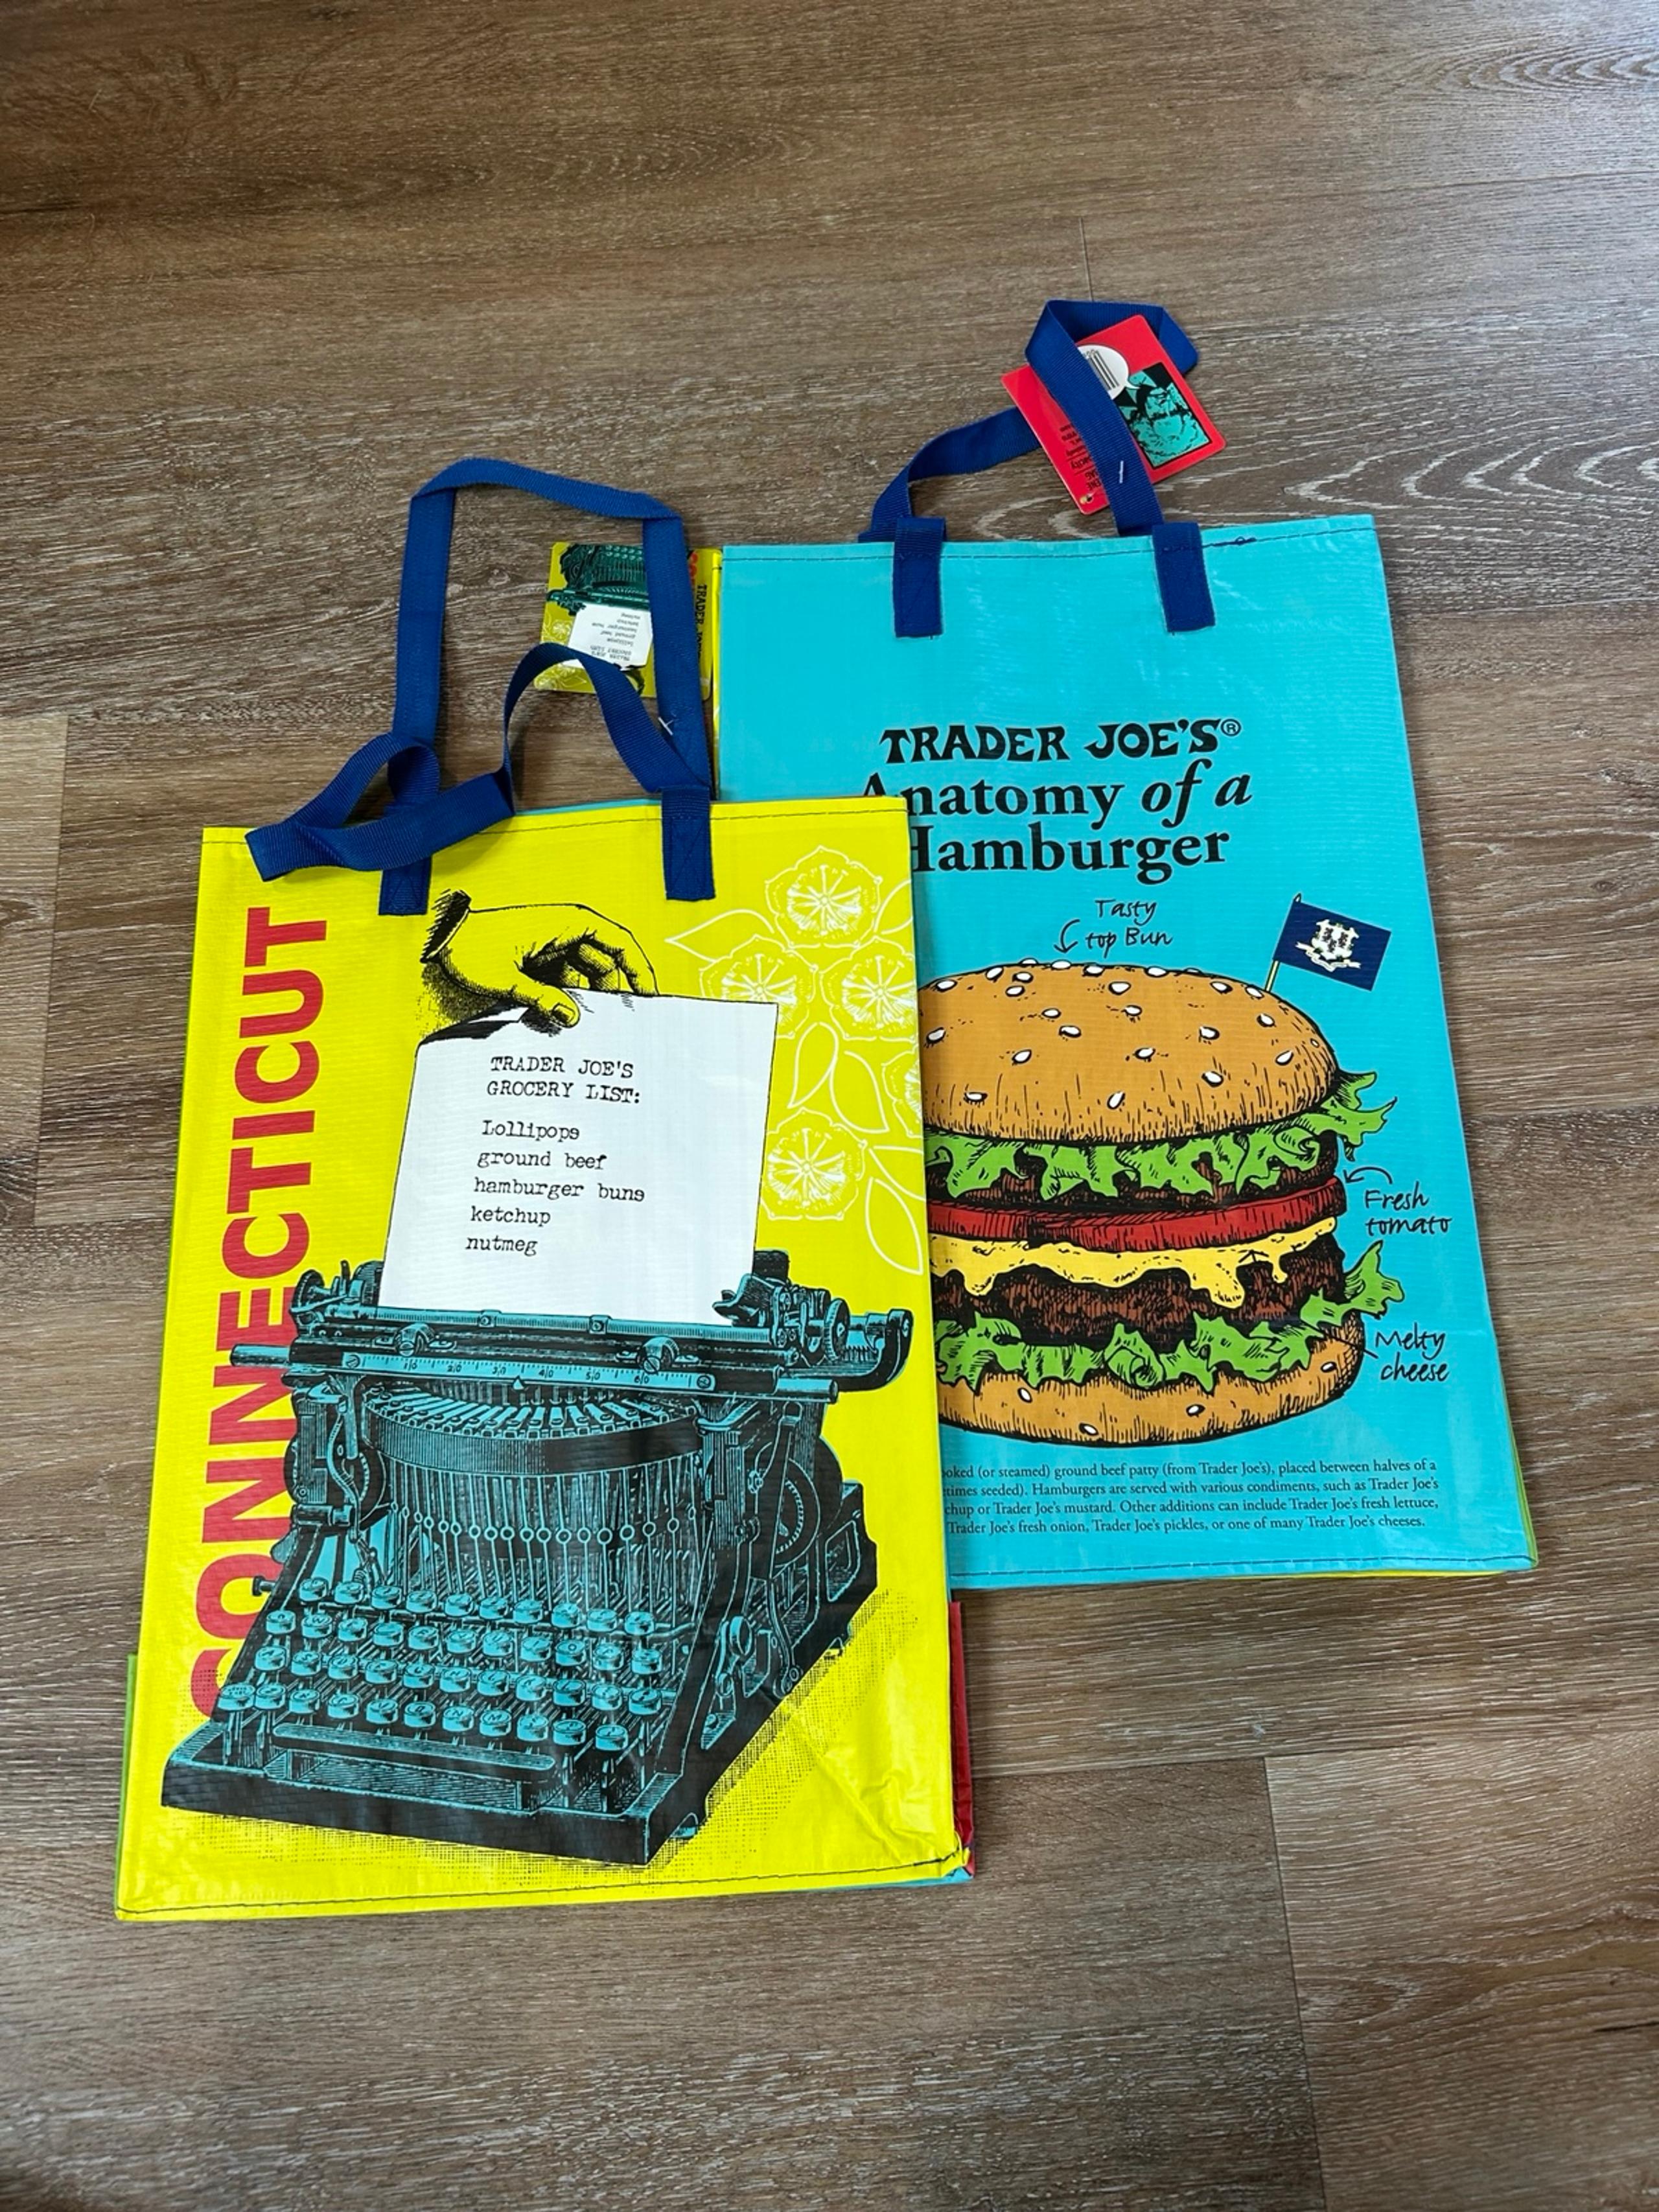 CONNECTICUT
TRADER JOE'S
GROCERY LIST:
Lollipops
ground beef
hamburger buns
ketchup
nutmeg
TRADER JOE'S®
Anatomy of a
Hamburger
Tasty
top Bun
Fresh
tomato
Melty
cheese
(or steamed) ground beef patty (from Trader Joe's), placed between halves of a
seeded). Hamburgers are served with various condiments, such as Trader Joe's
or Trader Joe's mustard. Other additions can include Trader Joe's fresh lettuce,
Trader Joe's fresh onion, Trader Joe's pickles, or one of many Trader Joe's cheeses.